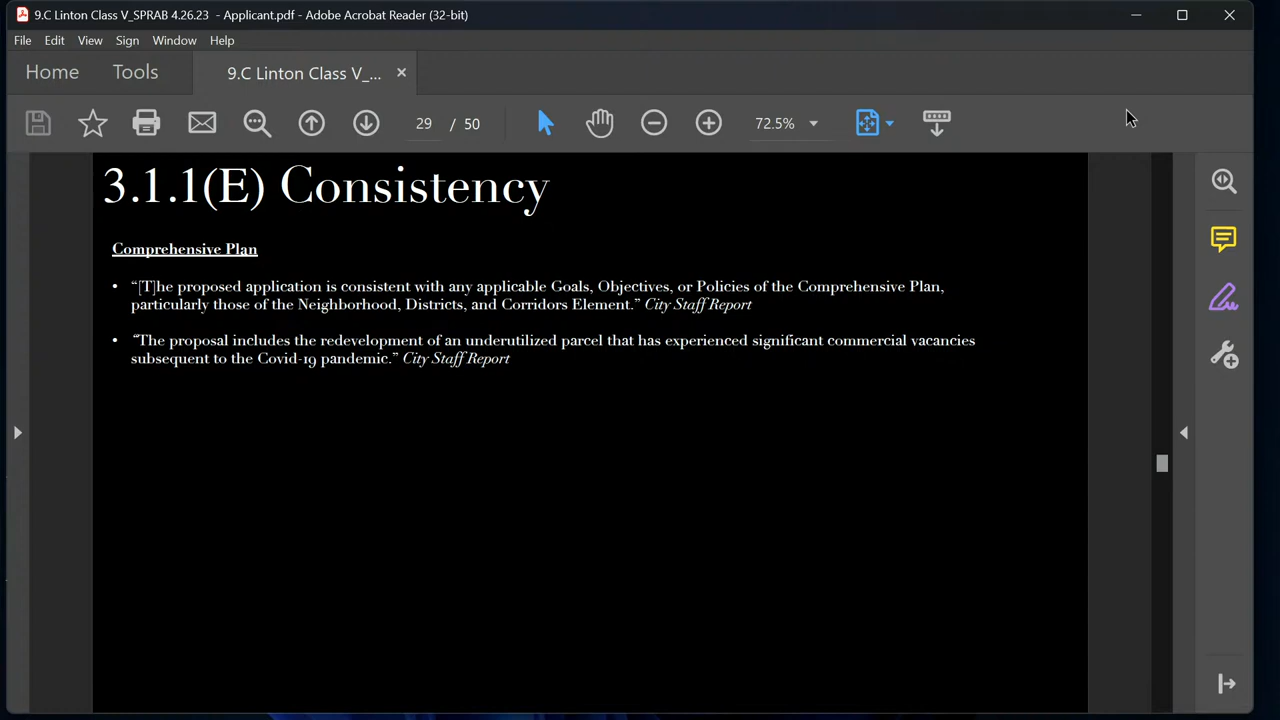 9.C Linton Class V_SPRAB 4.26.23 - Applicant.pdf - Adobe Acrobat Reader (32-bit)
File Edit View Sign Window Help
Home Tools 9.C Linton Class V_... ×
29 / 50 72.5%
3.1.1(E) Consistency
Comprehensive Plan
• “[T]he proposed application is consistent with any applicable Goals, Objectives, or Policies of the Comprehensive Plan,
particularly those of the Neighborhood, Districts, and Corridors Element.” City Staff Report
• “The proposal includes the redevelopment of an underutilized parcel that has experienced significant commercial vacancies
subsequent to the Covid-19 pandemic.” City Staff Report